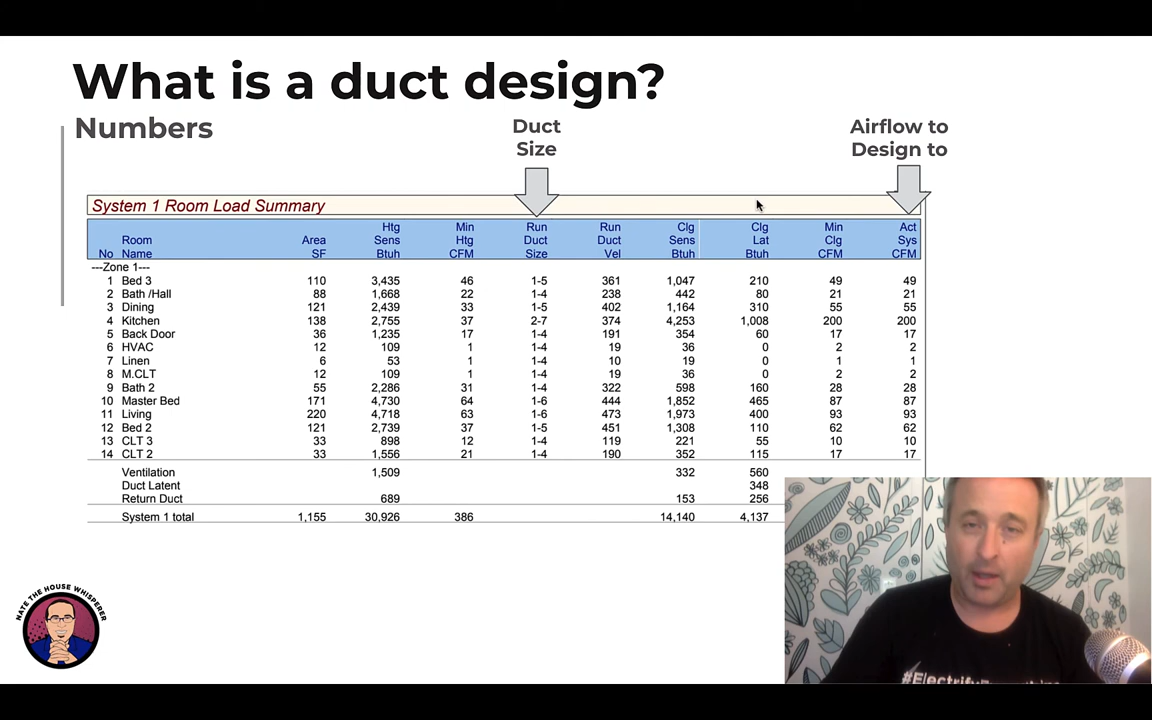 What is a duct design?
Numbers
Duct
Size
Airflow to
Design to
System 1 Room Load Summary
Htg Min Run Run Clg Clg Min Act
Room Area Sens Htg Duct Duct Sens Lat Clg Sys
No Name SF Btuh CFM Size Vel Btuh Btuh CFM CFM
---Zone 1---
1 Bed 3 110 3,435 46 1-5 361 1,047 210 49 49
2 Bath /Hall 88 1,668 22 1-4 238 442 80 21 21
3 Dining 121 2,439 33 1-5 402 1,164 310 55 55
4 Kitchen 138 2,755 37 2-7 374 4,253 1,008 200 200
5 Back Door 36 1,235 17 1-4 191 354 60 17 17
6 HVAC 12 109 1 1-4 19 36 0 2 2
7 Linen 6 53 1 1-4 10 19 0 1 1
8 M.CLT 12 109 1 1-4 19 36 0 2 2
9 Bath 2 55 2,286 31 1-4 322 598 160 28 28
10 Master Bed 171 4,730 64 1-6 444 1,852 465 87 87
11 Living 220 4,718 63 1-6 473 1,973 400 93 93
12 Bed 2 121 2,739 37 1-5 451 1,308 110 62 62
13 CLT 3 33 898 12 1-4 119 221 55 10 10
14 CLT 2 33 1,556 21 1-4 190 352 115 17 17
Ventilation 1,509 332 560
Duct Latent 348
Return Duct 689 153 256
System 1 total 1,155 30,926 386 14,140 4,137
NATE THE HOUSE WHISPERER